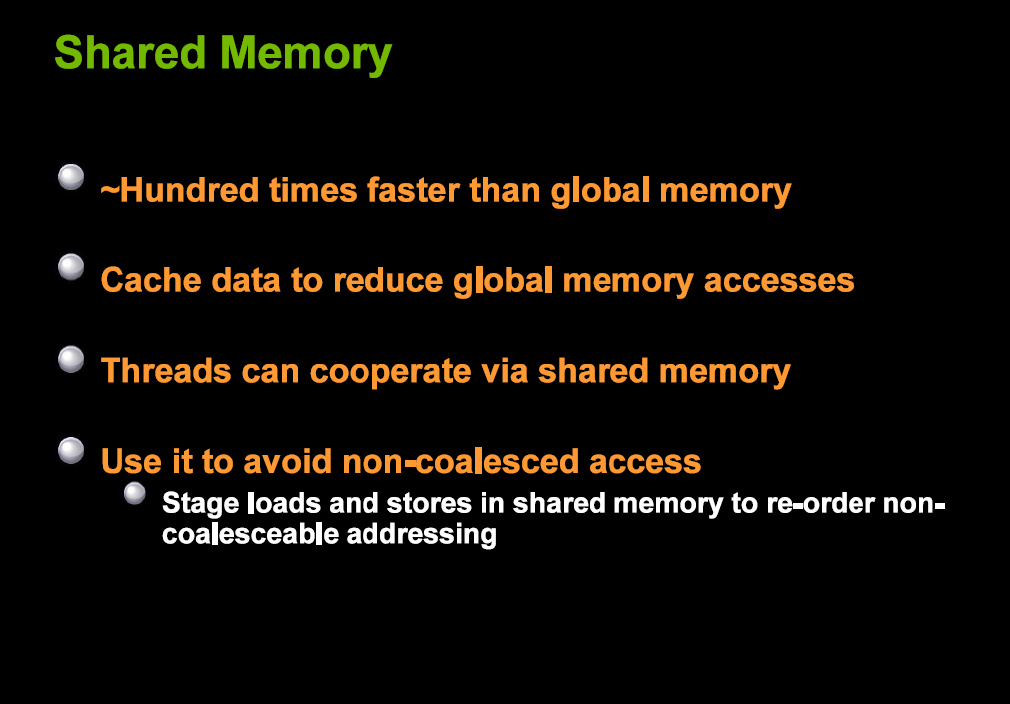 Shared Memory
~Hundred times faster than global memory
Cache data to reduce global memory accesses
Threads can cooperate via shared memory
Use it to avoid non-coalesced access
Stage loads and stores in shared memory to re-order non-
coalesceable addressing